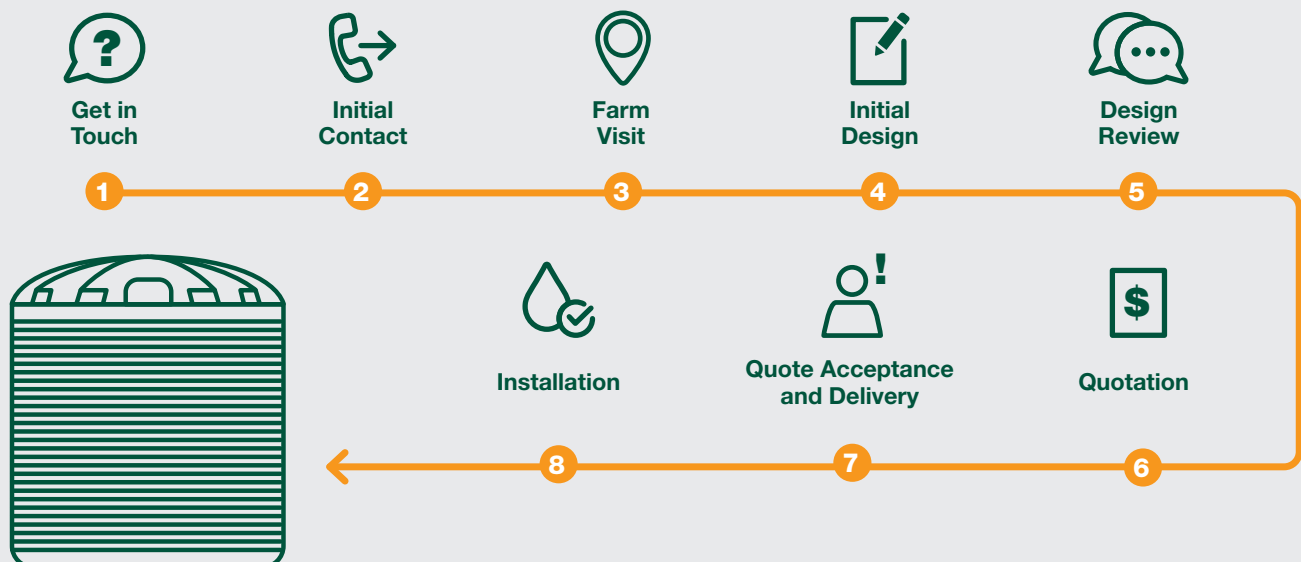 ?
Get in
Touch
Initial
Contact
Farm
Visit
Initial
Design
Design
Review
1
2
3
4
5
!
$
Installation
Quote Acceptance
and Delivery
Quotation
8
7
6